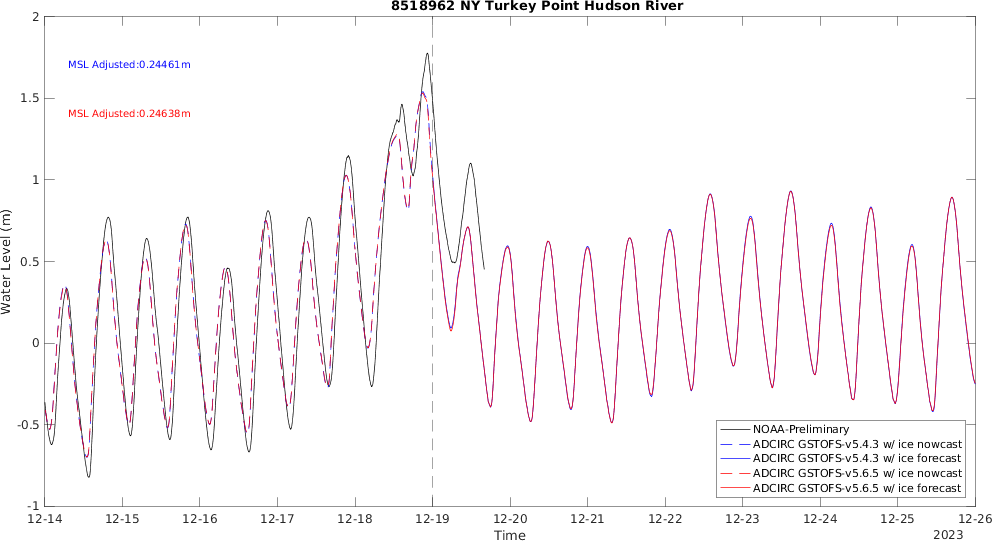 8518962 NY Turkey Point Hudson River
MSL Adjusted:0.24461m
MSL Adjusted:0.24638m
Water Level (m)
2
1.5
1
0.5
0
-0.5
-1
12-14 12-15 12-16 12-17 12-18 12-19 12-20 12-21 12-22 12-23 12-24 12-25 12-26
Time
2023
NOAA-Preliminary
ADCIRC GSTOFS-v5.4.3 w/ ice nowcast
ADCIRC GSTOFS-v5.4.3 w/ ice forecast
ADCIRC GSTOFS-v5.6.5 w/ ice nowcast
ADCIRC GSTOFS-v5.6.5 w/ ice forecast